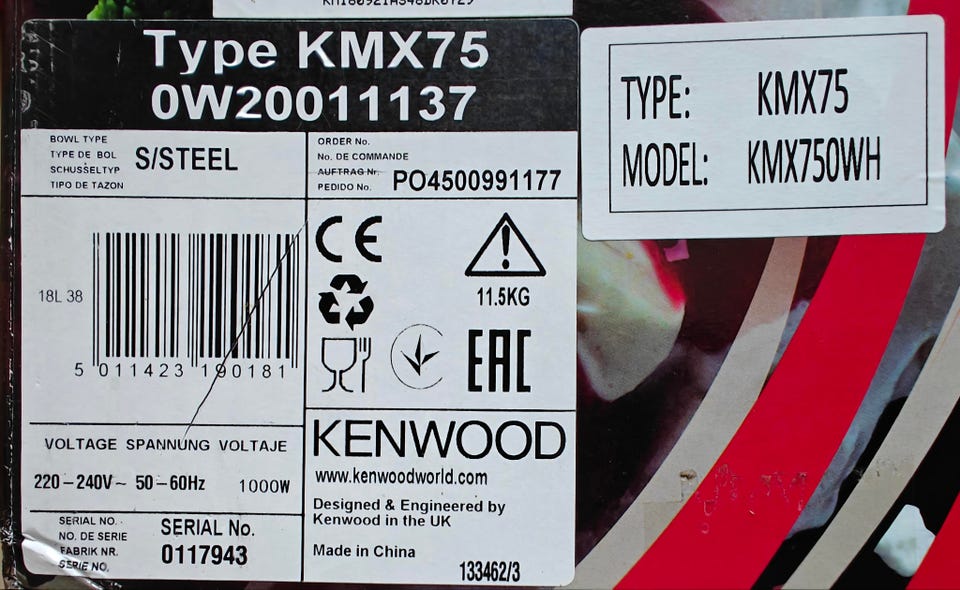 Type KMX75
0W20011137
BOWL TYPE
TYPE DE BOL
SCHUSSELTYP
TIPO DE TAZON
S/STEEL
ORDER No.
No. DE COMMANDE
AUFTRAG Nr.
PEDIDO No.
PO4500991177
18L 38
5 011423 190181
CE
11.5KG
EAC
VOLTAGE SPANNUNG VOLTAJE
220-240V~ 50-60Hz 1000W
SERIAL NO.
NO. DE SERIE
FABRIK NR.
SERIE NO.
SERIAL No.
0117943
KENWOOD
www.kenwoodworld.com
Designed & Engineered by
Kenwood in the UK
Made in China
133462/3
TYPE: KMX75
MODEL: KMX750WH